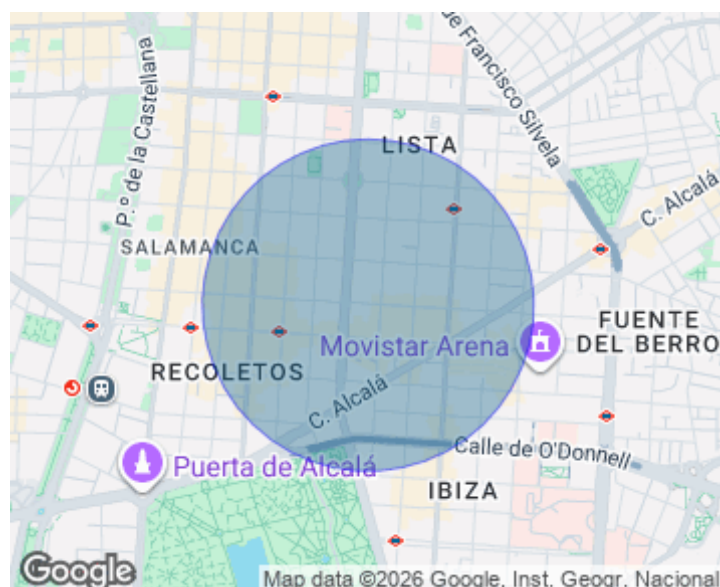 de Francisco Silvela
P.º de la Castellana
LISTA
C. Alcalá
SALAMANCA
FUENTE
DEL BERRO
Movistar Arena
RECOLETOS
C. Alcalá
Calle de O'Donnell
Puerta de Alcalá
IBIZA
Google
Map data ©2026 Google, Inst. Geogr. Nacional